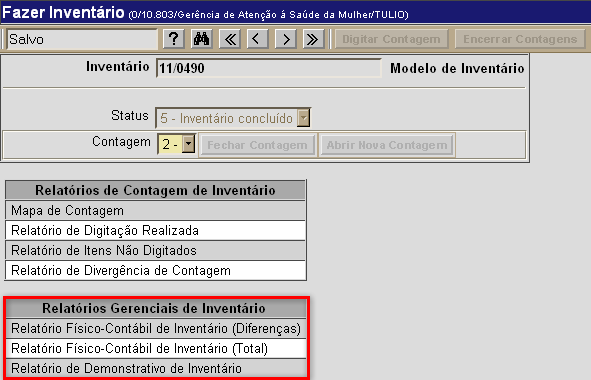 Fazer Inventário (0/10.803/Gerência de Atenção á Saúde da Mulher/TULIO)
Salvo ? « < > » Digitar Contagem Encerrar Contagens
Inventário 11/0490 Modelo de Inventário
Status 5 - Inventário concluído
Contagem 2 - Fechar Contagem Abrir Nova Contagem
Relatórios de Contagem de Inventário
Mapa de Contagem
Relatório de Digitação Realizada
Relatório de Itens Não Digitados
Relatório de Divergência de Contagem
Relatórios Gerenciais de Inventário
Relatório Físico-Contábil de Inventário (Diferenças)
Relatório Físico-Contábil de Inventário (Total)
Relatório de Demonstrativo de Inventário